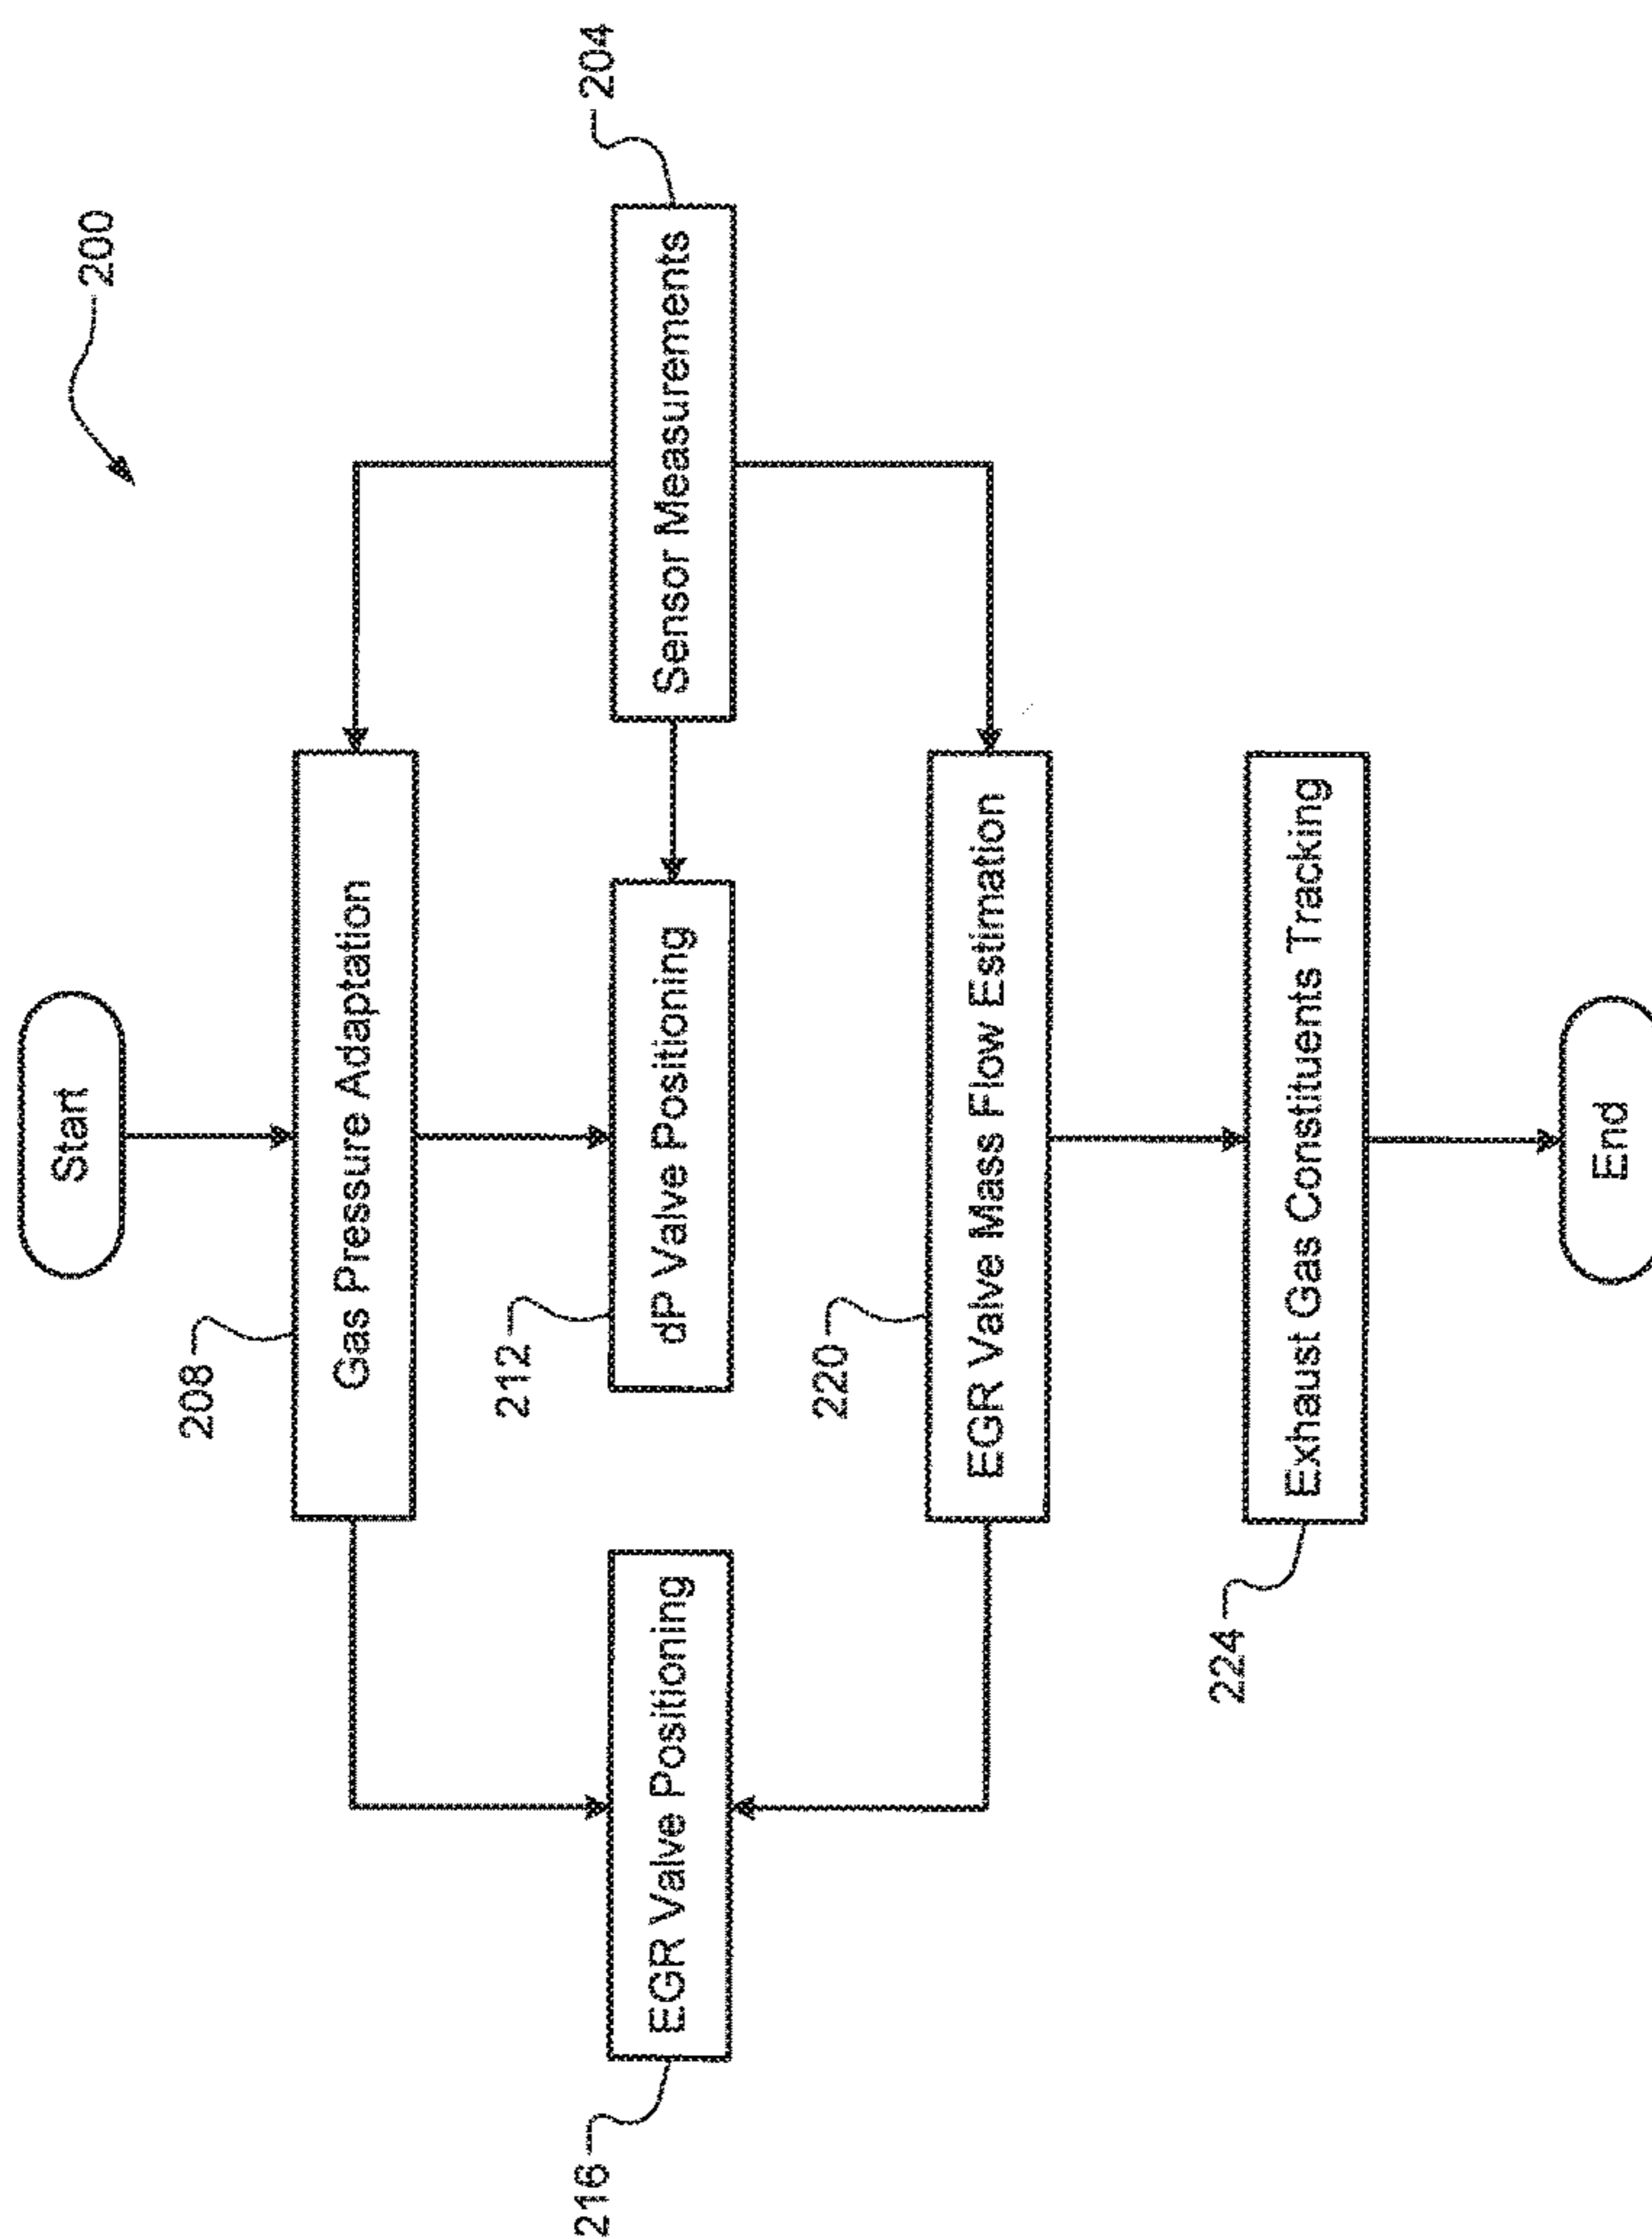 200
Start
208
Gas Pressure Adaptation
204
Sensor Measurements
212
dP Valve Positioning
216
EGR Valve Positioning
220
EGR Valve Mass Flow Estimation
224
Exhaust Gas Constituents Tracking
End